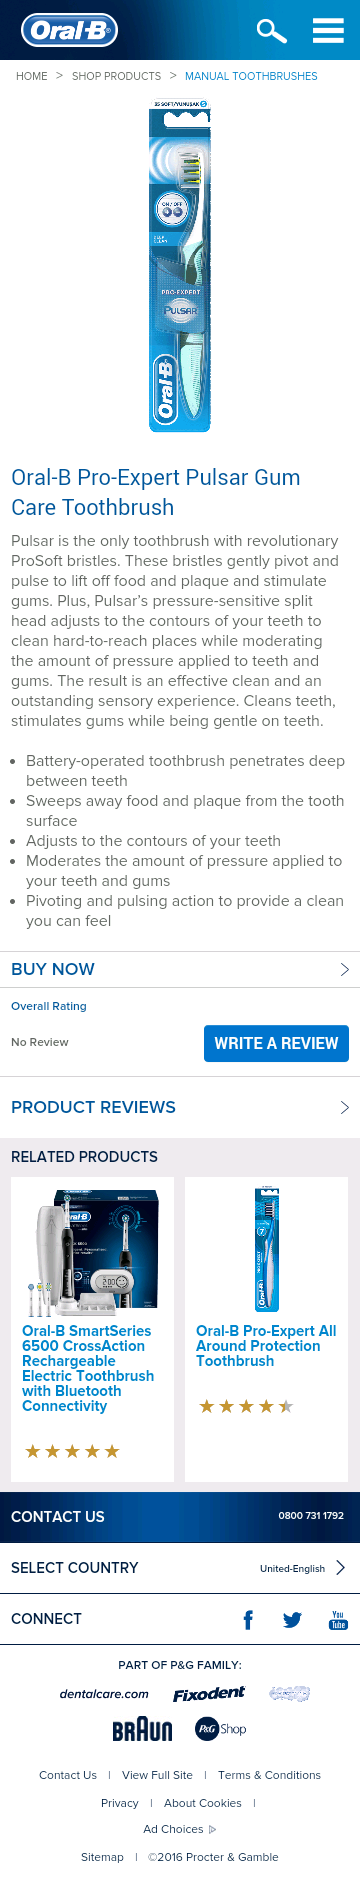 Oral-B
HOME > SHOP PRODUCTS > MANUAL TOOTHBRUSHES
35 SOFT/YUNUSAK
ON / OFF
DEEP
CLEAN
PRO-EXPERT
PULSAR
Oral-B
Oral-B Pro-Expert Pulsar Gum
Care Toothbrush
Pulsar is the only toothbrush with revolutionary
ProSoft bristles. These bristles gently pivot and
pulse to lift off food and plaque and stimulate
gums. Plus, Pulsar’s pressure-sensitive split
head adjusts to the contours of your teeth to
clean hard-to-reach places while moderating
the amount of pressure applied to teeth and
gums. The result is an effective clean and an
outstanding sensory experience. Cleans teeth,
stimulates gums while being gentle on teeth.
• Battery-operated toothbrush penetrates deep
between teeth
• Sweeps away food and plaque from the tooth
surface
• Adjusts to the contours of your teeth
• Moderates the amount of pressure applied to
your teeth and gums
• Pivoting and pulsing action to provide a clean
you can feel
BUY NOW
Overall Rating
No Review
WRITE A REVIEW
PRODUCT REVIEWS
RELATED PRODUCTS
Oral-B
Oral-B
Oral-B SmartSeries
6500 CrossAction
Rechargeable
Electric Toothbrush
with Bluetooth
Connectivity
Oral-B Pro-Expert All
Around Protection
Toothbrush
CONTACT US
0800 731 1792
SELECT COUNTRY
United-English
CONNECT
You
Tube
PART OF P&G FAMILY:
dentalcare.com
Fixodent
BRAUN
P&G Shop
Contact Us | View Full Site | Terms & Conditions
Privacy | About Cookies |
Ad Choices
Sitemap | ©2016 Procter & Gamble